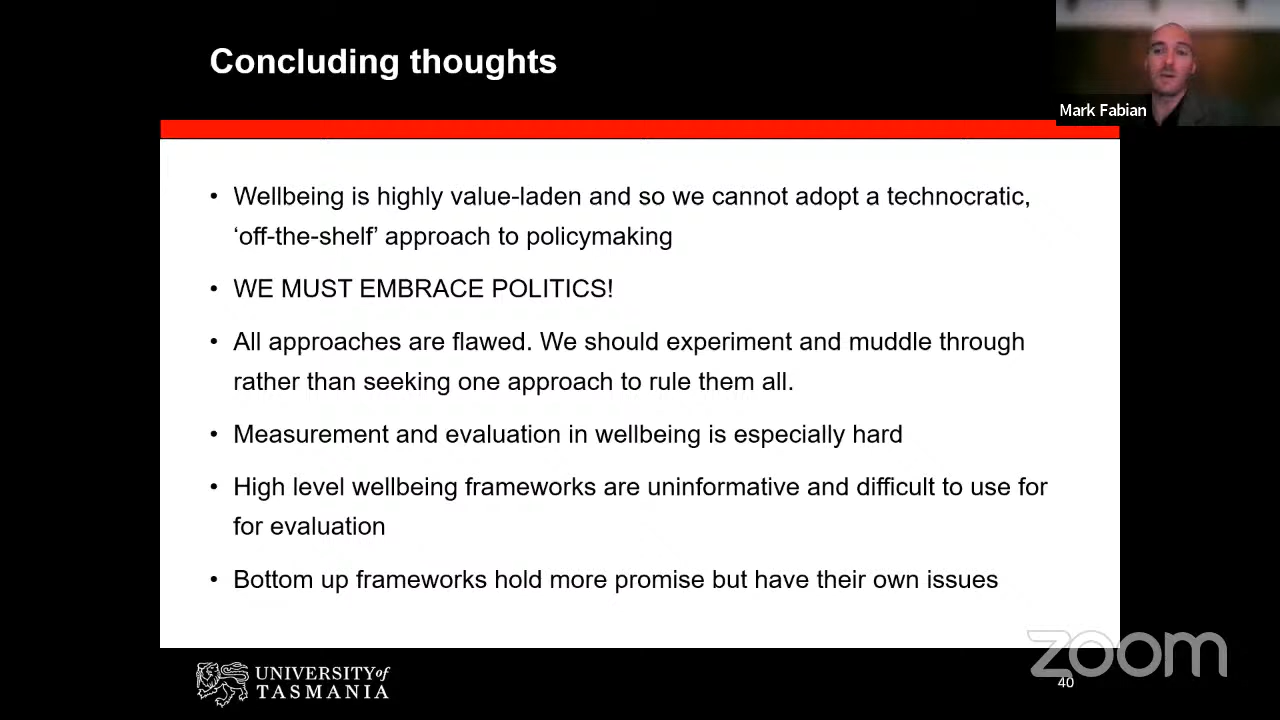 Concluding thoughts
Mark Fabian
• Wellbeing is highly value-laden and so we cannot adopt a technocratic,
‘off-the-shelf’ approach to policymaking
• WE MUST EMBRACE POLITICS!
• All approaches are flawed. We should experiment and muddle through
rather than seeking one approach to rule them all.
• Measurement and evaluation in wellbeing is especially hard
• High level wellbeing frameworks are uninformative and difficult to use for
for evaluation
• Bottom up frameworks hold more promise but have their own issues
UNIVERSITY of
TASMANIA
zoom
40